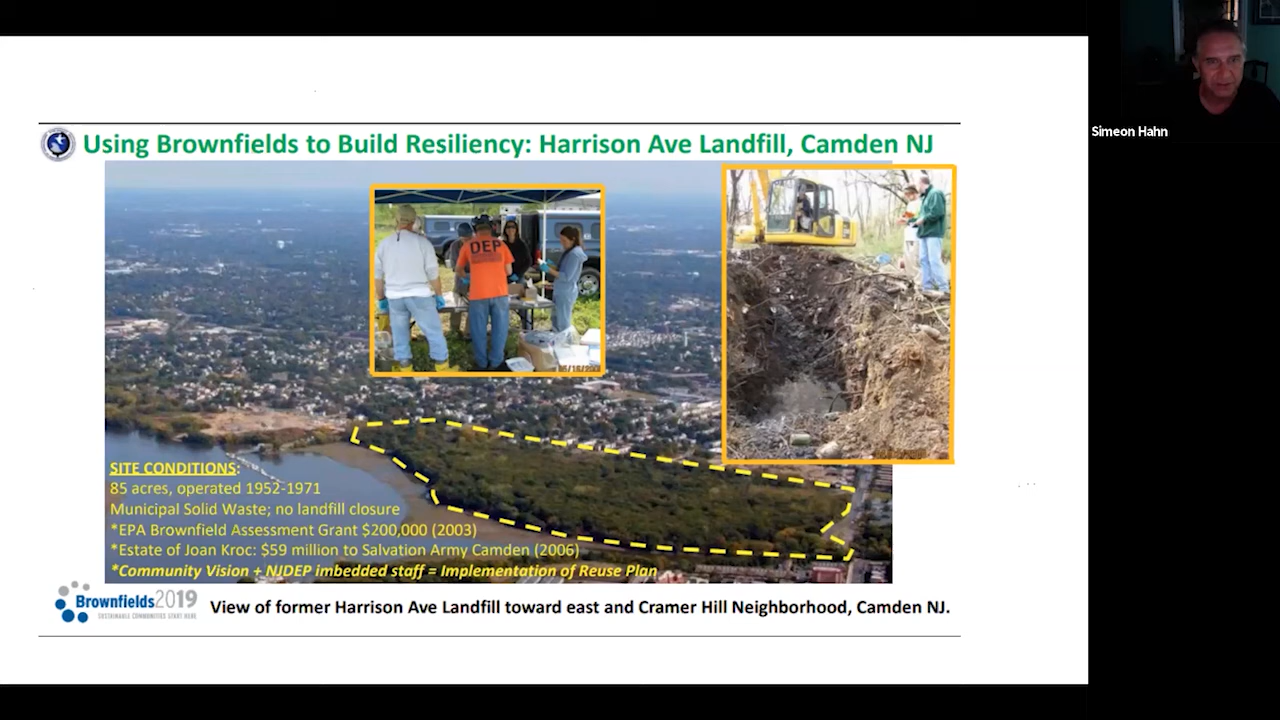 Using Brownfields to Build Resiliency: Harrison Ave Landfill, Camden NJ
Simeon Hahn
DEP
SITE CONDITIONS:
85 acres, operated 1952-1971
Municipal Solid Waste; no landfill closure
*EPA Brownfield Assessment Grant $200,000 (2003)
*Estate of Joan Kroc: $59 million to Salvation Army Camden (2006)
*Community Vision + NJDEP imbedded staff = Implementation of Reuse Plan
Brownfields2019
SUSTAINABLE COMMUNITIES START HERE
View of former Harrison Ave Landfill toward east and Cramer Hill Neighborhood, Camden NJ.